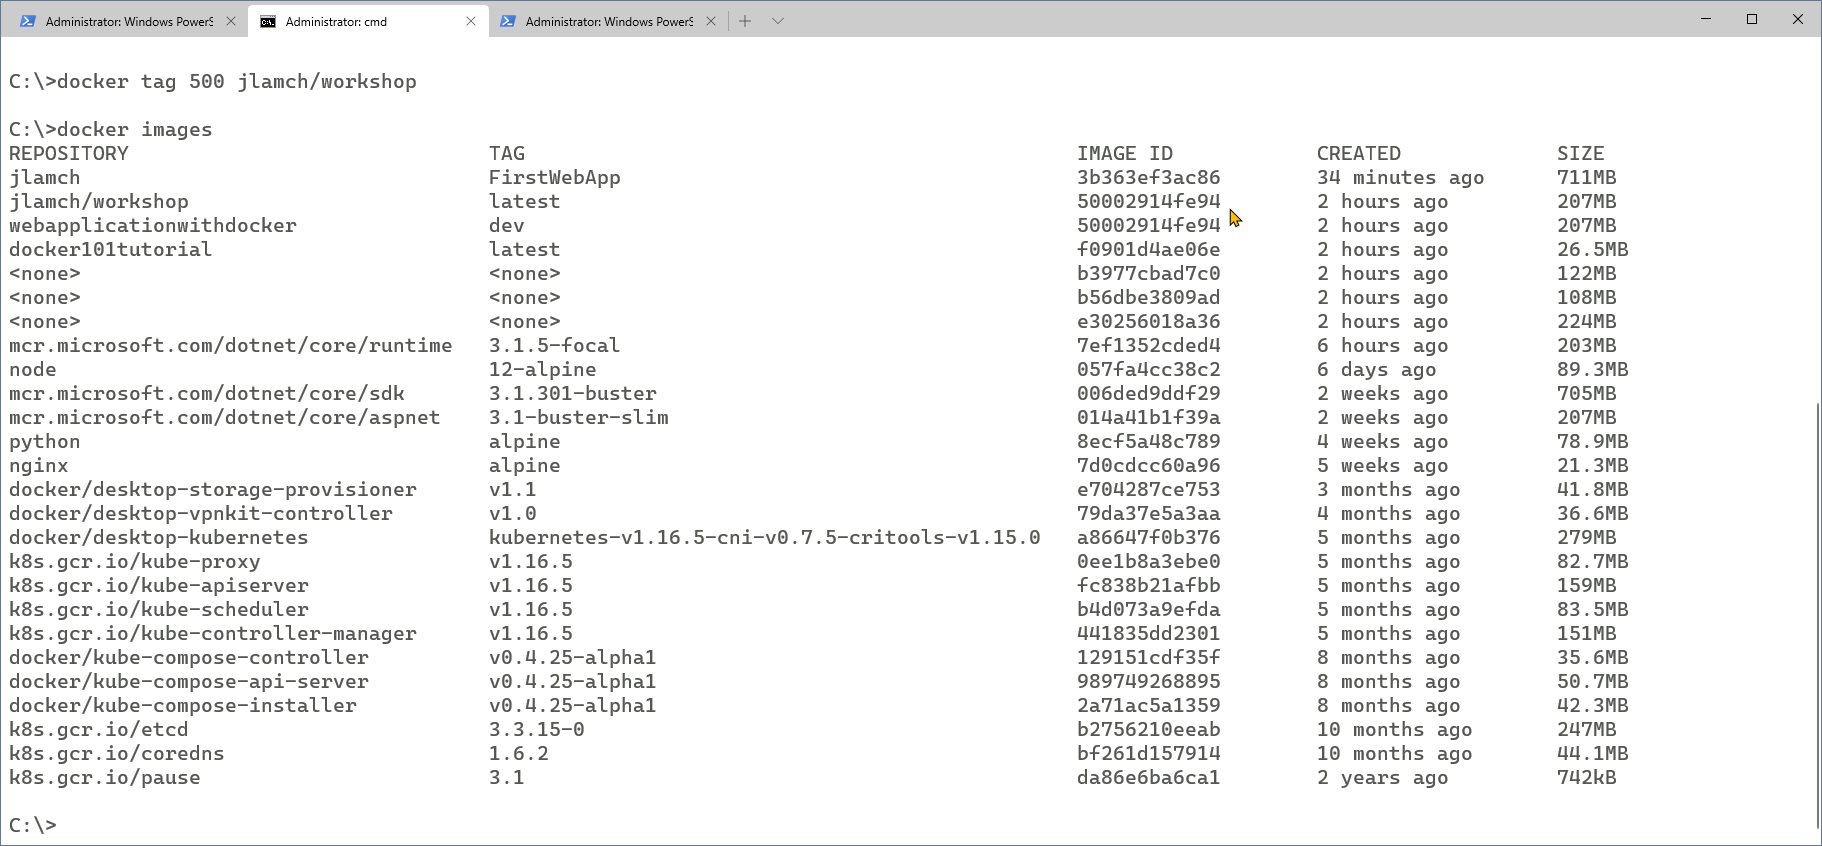 Administrator: Windows PowerS
Administrator: cmd
Administrator: Windows PowerS
C:\>docker tag 500 jlamch/workshop
C:\>docker images
REPOSITORY TAG IMAGE ID CREATED SIZE
jlamch FirstWebApp 3b363ef3ac86 34 minutes ago 711MB
jlamch/workshop latest 50002914fe94 2 hours ago 207MB
webapplicationwithdocker dev 50002914fe94 2 hours ago 207MB
docker101tutorial latest f0901d4ae06e 2 hours ago 26.5MB
<none> <none> b3977cbad7c0 2 hours ago 122MB
<none> <none> b56dbe3809ad 2 hours ago 108MB
<none> <none> e30256018a36 2 hours ago 224MB
mcr.microsoft.com/dotnet/core/runtime 3.1.5-focal 7ef1352cded4 6 hours ago 203MB
node 12-alpine 057fa4cc38c2 6 days ago 89.3MB
mcr.microsoft.com/dotnet/core/sdk 3.1.301-buster 006ded9ddf29 2 weeks ago 705MB
mcr.microsoft.com/dotnet/core/aspnet 3.1-buster-slim 014a41b1f39a 2 weeks ago 207MB
python alpine 8ecf5a48c789 4 weeks ago 78.9MB
nginx alpine 7d0cdcc60a96 5 weeks ago 21.3MB
docker/desktop-storage-provisioner v1.1 e704287ce753 3 months ago 41.8MB
docker/desktop-vpnkit-controller v1.0 79da37e5a3aa 4 months ago 36.6MB
docker/desktop-kubernetes kubernetes-v1.16.5-cni-v0.7.5-critools-v1.15.0 a86647f0b376 5 months ago 279MB
k8s.gcr.io/kube-proxy v1.16.5 0ee1b8a3ebe0 5 months ago 82.7MB
k8s.gcr.io/kube-apiserver v1.16.5 fc838b21afbb 5 months ago 159MB
k8s.gcr.io/kube-scheduler v1.16.5 b4d073a9efda 5 months ago 83.5MB
k8s.gcr.io/kube-controller-manager v1.16.5 441835dd2301 5 months ago 151MB
docker/kube-compose-controller v0.4.25-alpha1 129151cdf35f 8 months ago 35.6MB
docker/kube-compose-api-server v0.4.25-alpha1 989749268895 8 months ago 50.7MB
docker/kube-compose-installer v0.4.25-alpha1 2a71ac5a1359 8 months ago 42.3MB
k8s.gcr.io/etcd 3.3.15-0 b2756210eeab 10 months ago 247MB
k8s.gcr.io/coredns 1.6.2 bf261d157914 10 months ago 44.1MB
k8s.gcr.io/pause 3.1 da86e6ba6ca1 2 years ago 742kB
C:\>